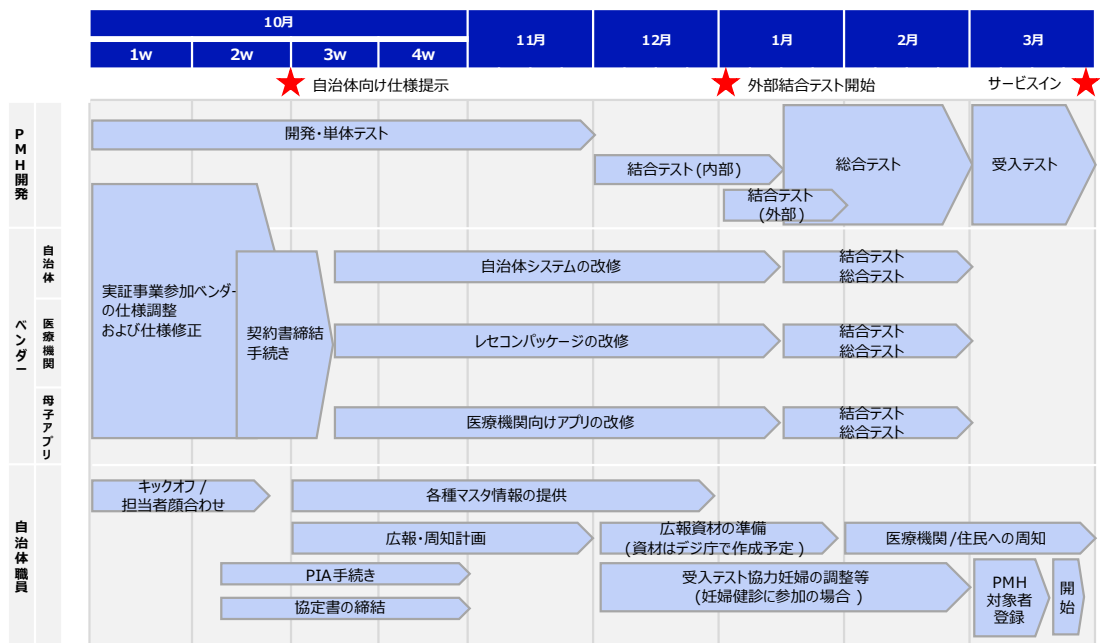 10月
11月
12月
1月
2月
3月
1w
2w
3w
4w
自治体向け仕様提示
外部結合テスト開始
サービスイン
PMH開発
開発・単体テスト
結合テスト(内部)
結合テスト
(外部)
総合テスト
受入テスト
ベンダー
自治体
医療機関
母子アプリ
実証事業参加ベンダー
の仕様調整
および仕様修正
契約書締結
手続き
自治体システムの改修
結合テスト
総合テスト
レセコンパッケージの改修
結合テスト
総合テスト
医療機関向けアプリの改修
結合テスト
総合テスト
自治体職員
キックオフ/
担当者顔合わせ
各種マスタ情報の提供
広報・周知計画
広報資材の準備
(資材はデジ庁で作成予定)
医療機関/住民への周知
PIA手続き
協定書の締結
受入テスト協力妊婦の調整等
(妊婦健診に参加の場合)
PMH
対象者
登録
開始